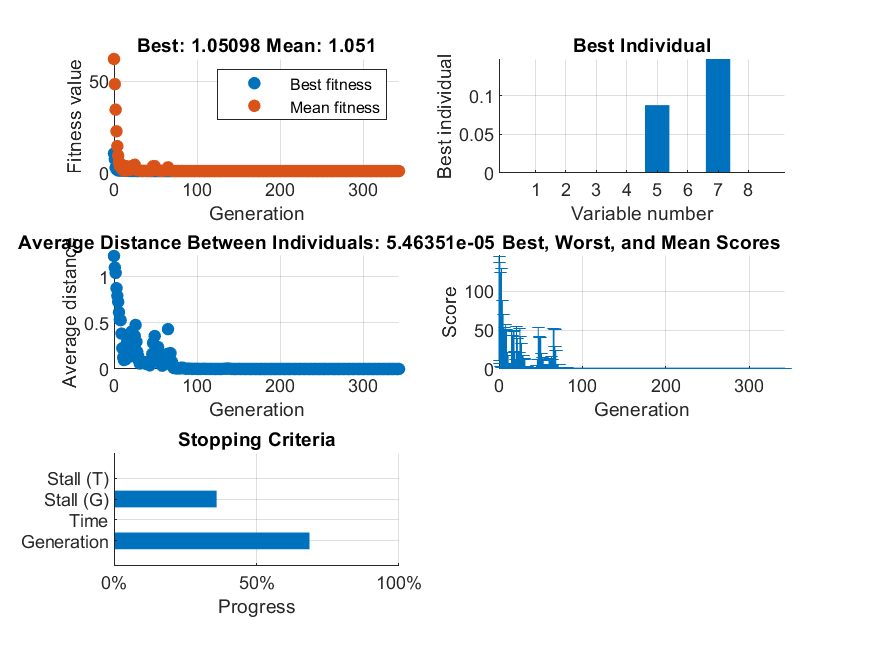 Best: 1.05098 Mean: 1.051
Fitness value
50
0
Best fitness
Mean fitness
0 100 200 300
Generation
Best Individual
Best individual
0.1
0.05
0
1 2 3 4 5 6 7 8
Variable number
Average Distance Between Individuals: 5.46351e-05
Average distance
1
0.5
0
0 100 200 300
Generation
Best, Worst, and Mean Scores
Score
100
50
0
0 100 200 300
Generation
Stopping Criteria
Stall (T)
Stall (G)
Time
Generation
0% 50% 100%
Progress